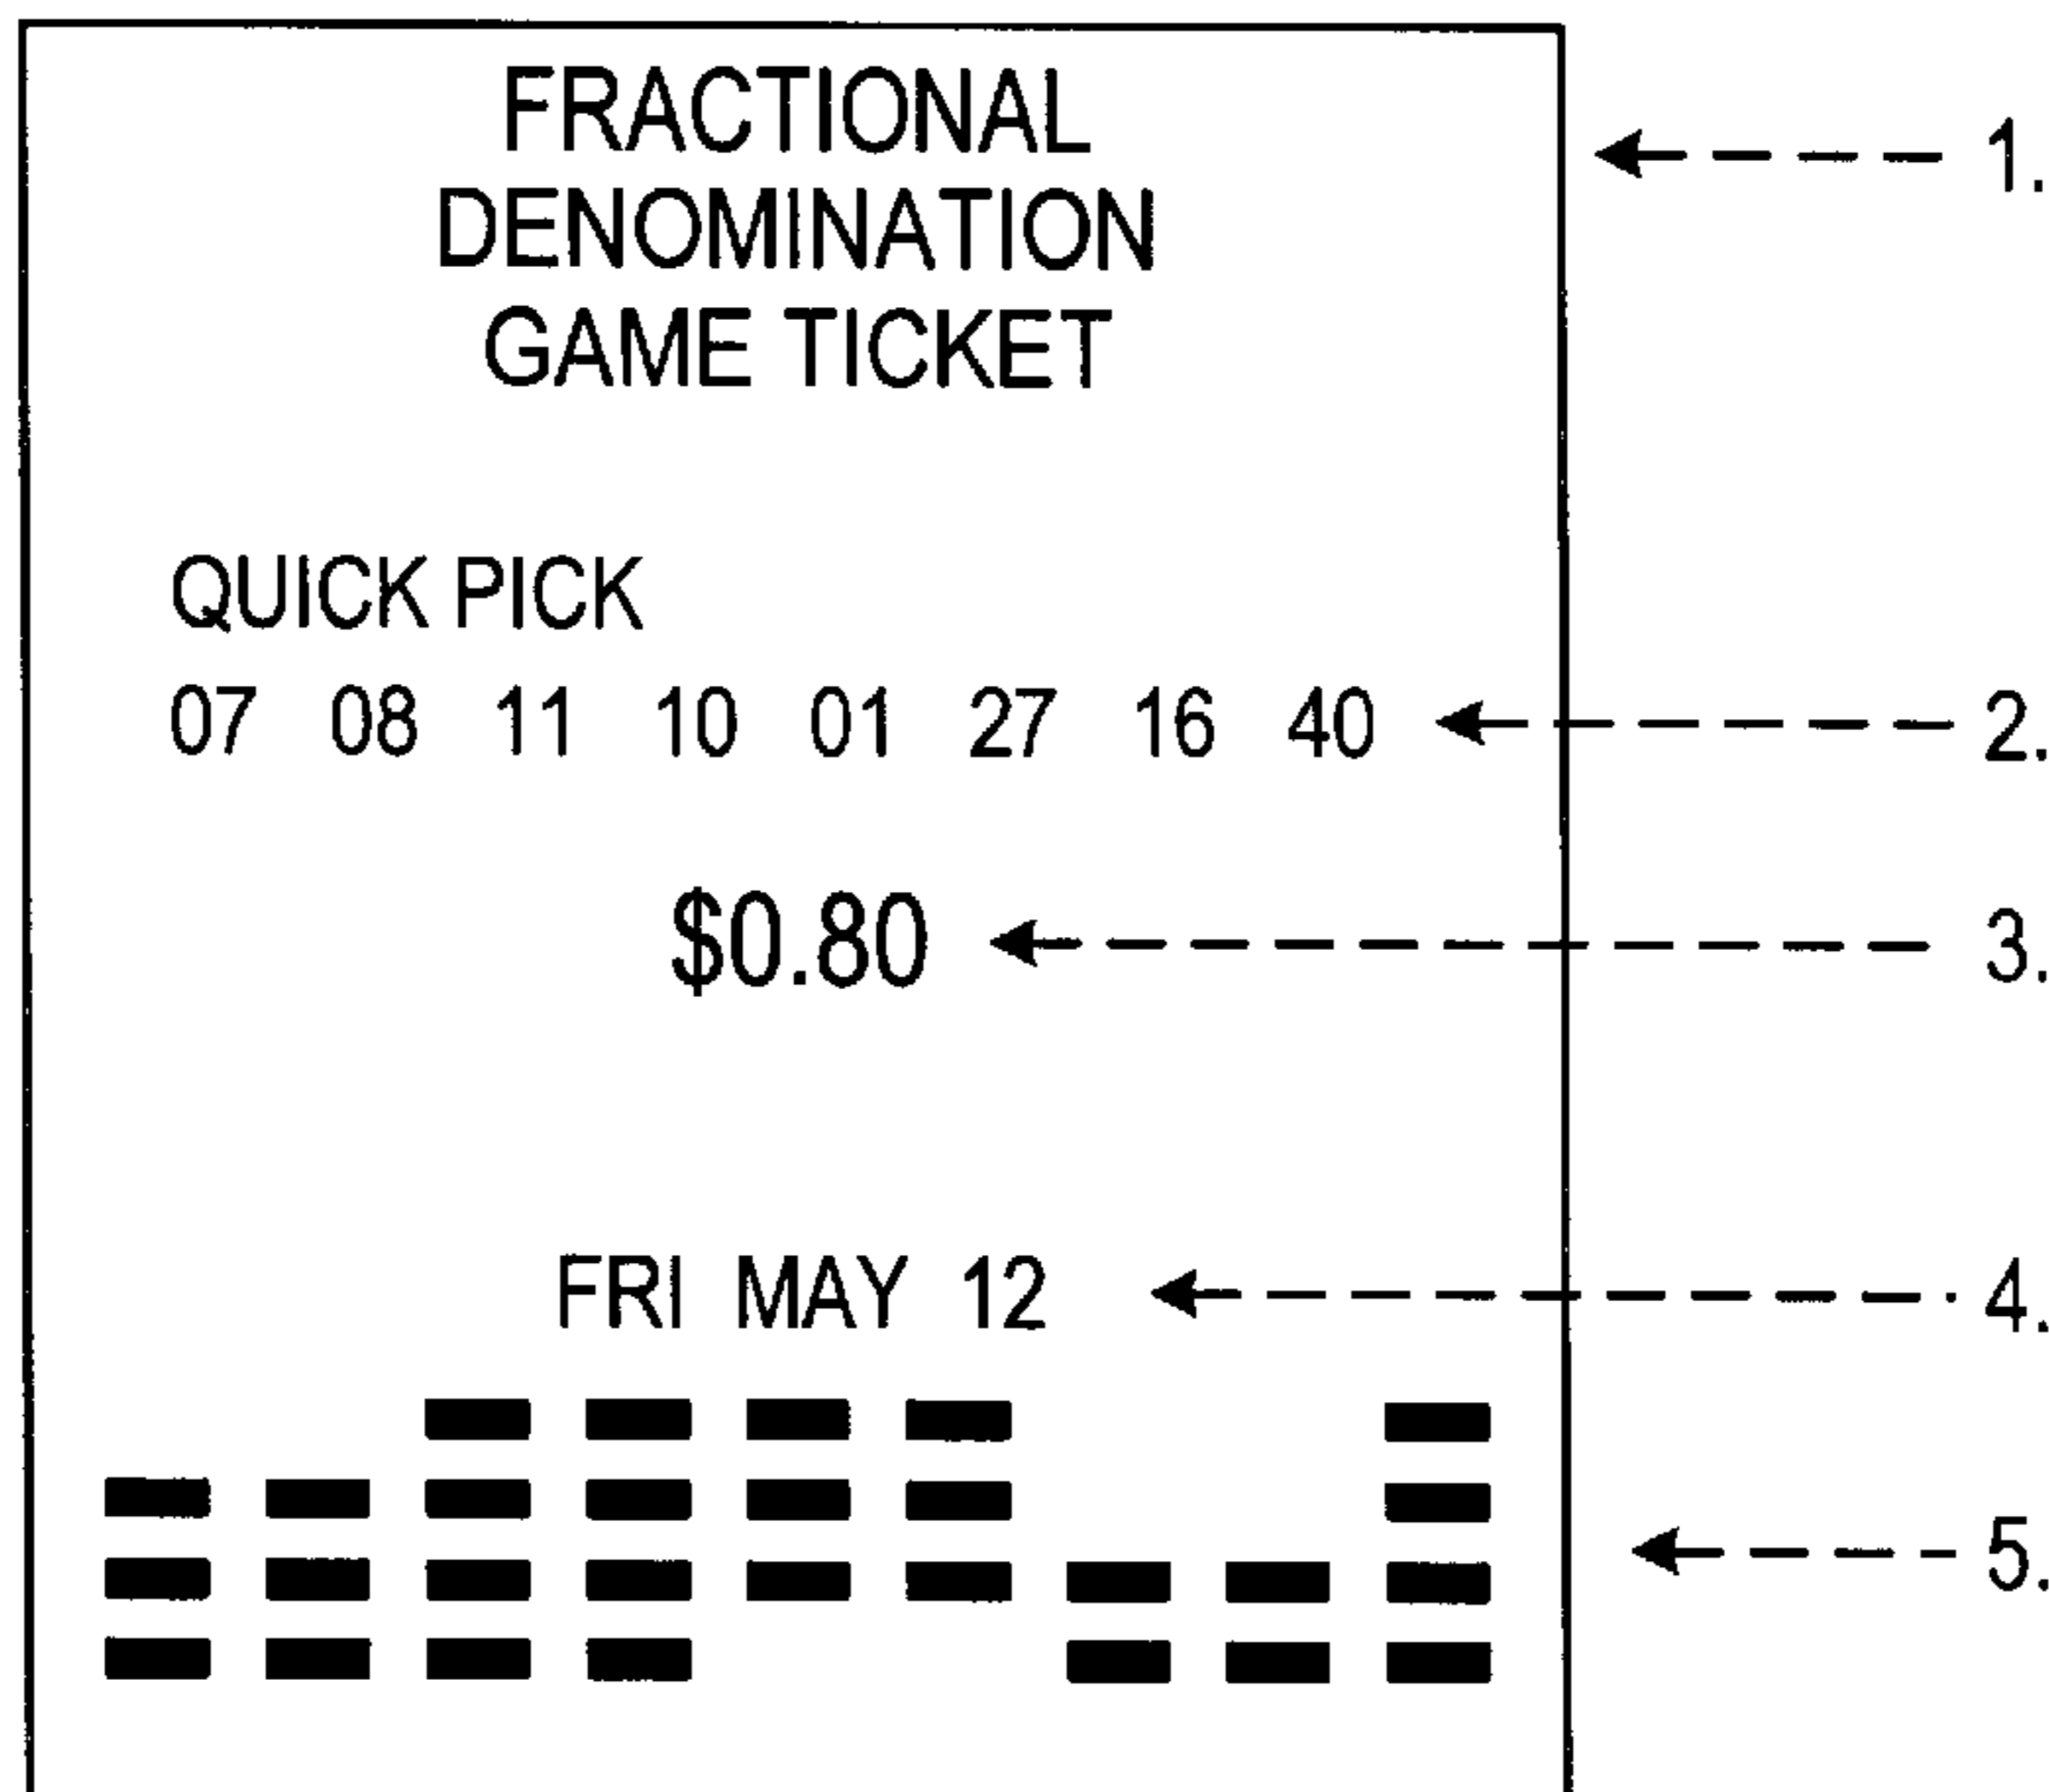 FRACTIONAL
DENOMINATION
GAME TICKET
1.
QUICK PICK
07 08 11 10 01 27 16 40
2.
$0.80
3.
FRI MAY 12
4.
5.